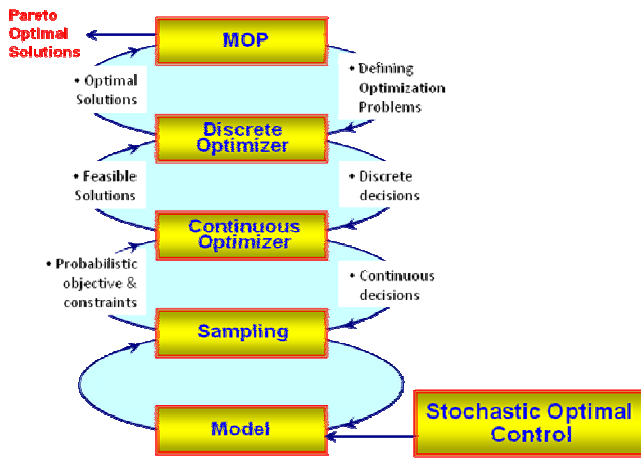 Pareto
Optimal
Solutions
MOP
• Optimal
Solutions
• Defining
Optimization
Problems
Discrete
Optimizer
• Feasible
Solutions
• Discrete
decisions
Continuous
Optimizer
• Probabilistic
objective &
constraints
• Continuous
decisions
Sampling
Model
Stochastic Optimal
Control